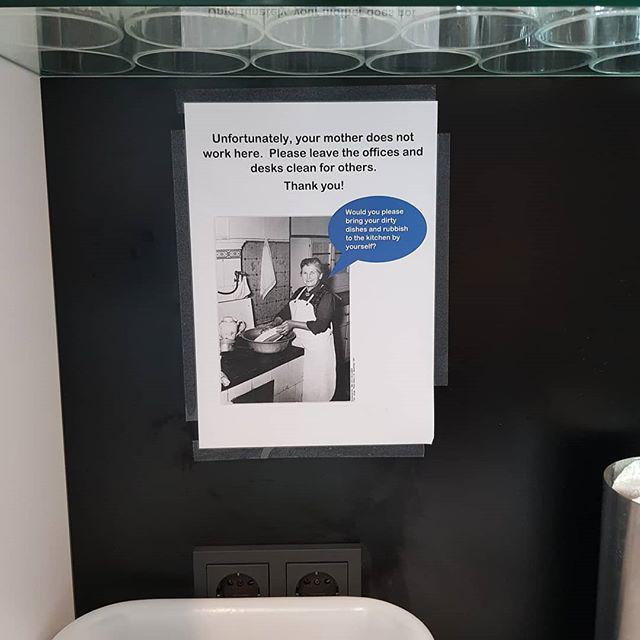 Unfortunately, your mother does not
work here. Please leave the offices and
desks clean for others.
Thank you!
Would you please
bring your dirty
dishes and rubbish
to the kitchen by
yourself?